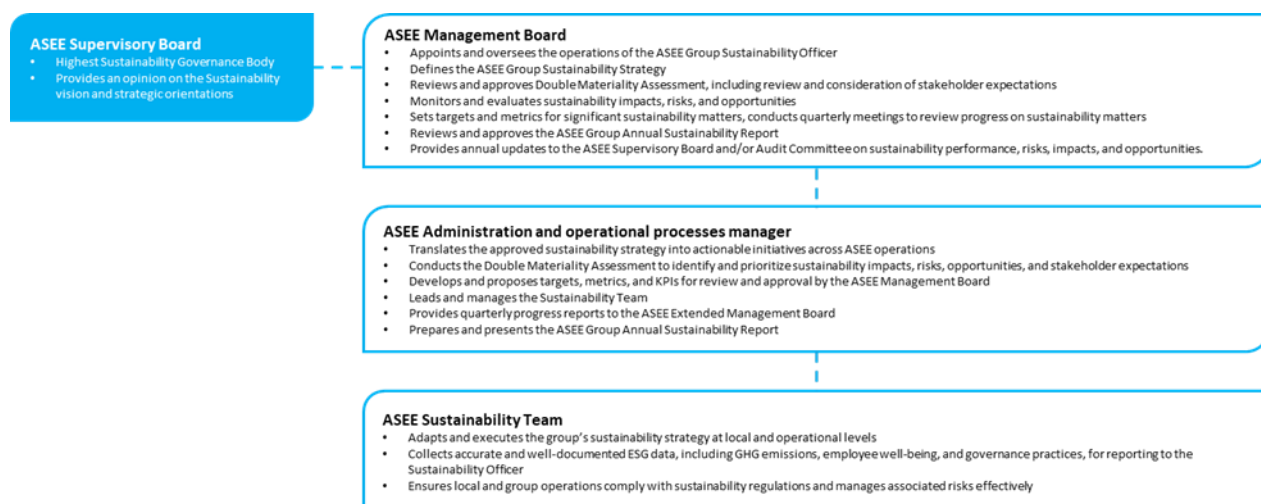 ASEE Supervisory Board
• Highest Sustainability Governance Body
• Provides an opinion on the Sustainability
vision and strategic orientations
ASEE Management Board
• Appoints and oversees the operations of the ASEE Group Sustainability Officer
• Defines the ASEE Group Sustainability Strategy
• Reviews and approves Double Materiality Assessment, including review and consideration of stakeholder expectations
• Monitors and evaluates sustainability impacts, risks, and opportunities
• Sets targets and metrics for significant sustainability matters, conducts quarterly meetings to review progress on sustainability matters
• Reviews and approves the ASEE Group Annual Sustainability Report
• Provides annual updates to the ASEE Supervisory Board and/or Audit Committee on sustainability performance, risks, impacts, and opportunities.
ASEE Administration and operational processes manager
• Translates the approved sustainability strategy into actionable initiatives across ASEE operations
• Conducts the Double Materiality Assessment to identify and prioritize sustainability impacts, risks, opportunities, and stakeholder expectations
• Develops and proposes targets, metrics, and KPIs for review and approval by the ASEE Management Board
• Leads and manages the Sustainability Team
• Provides quarterly progress reports to the ASEE Extended Management Board
• Prepares and presents the ASEE Group Annual Sustainability Report
ASEE Sustainability Team
• Adapts and executes the group's sustainability strategy at local and operational levels
• Collects accurate and well-documented ESG data, including GHG emissions, employee well-being, and governance practices, for reporting to the
Sustainability Officer
• Ensures local and group operations comply with sustainability regulations and manages associated risks effectively